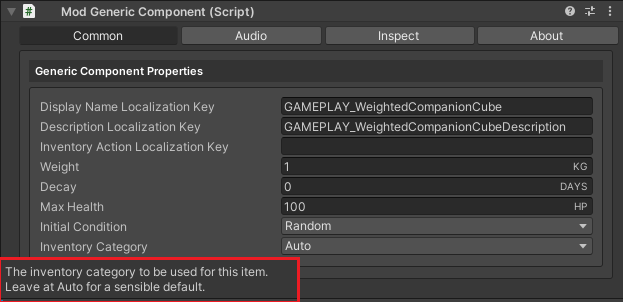 Mod Generic Component (Script)
Common Audio Inspect About
Generic Component Properties
Display Name Localization Key GAMEPLAY_WeightedCompanionCube
Description Localization Key GAMEPLAY_WeightedCompanionCubeDescription
Inventory Action Localization Key
Weight 1 KG
Decay 0 DAYS
Max Health 100 HP
Initial Condition Random
Inventory Category Auto
The inventory category to be used for this item.
Leave at Auto for a sensible default.